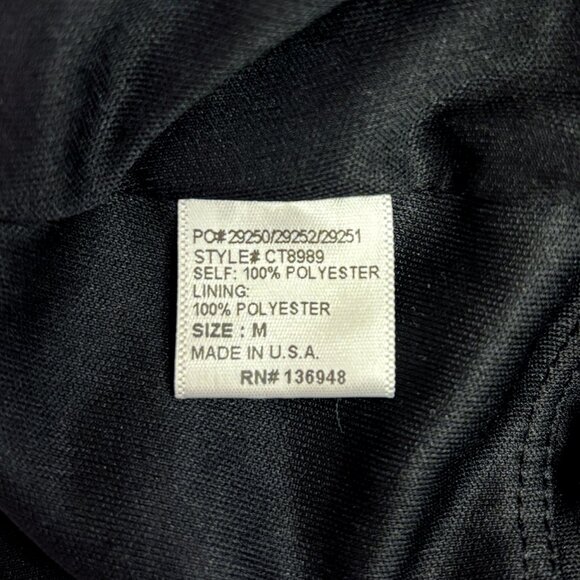 PO# 29250/29252/29251
STYLE# CT8989
SELF: 100% POLYESTER
LINING:
100% POLYESTER
SIZE : M
MADE IN U.S.A.
RN# 136948